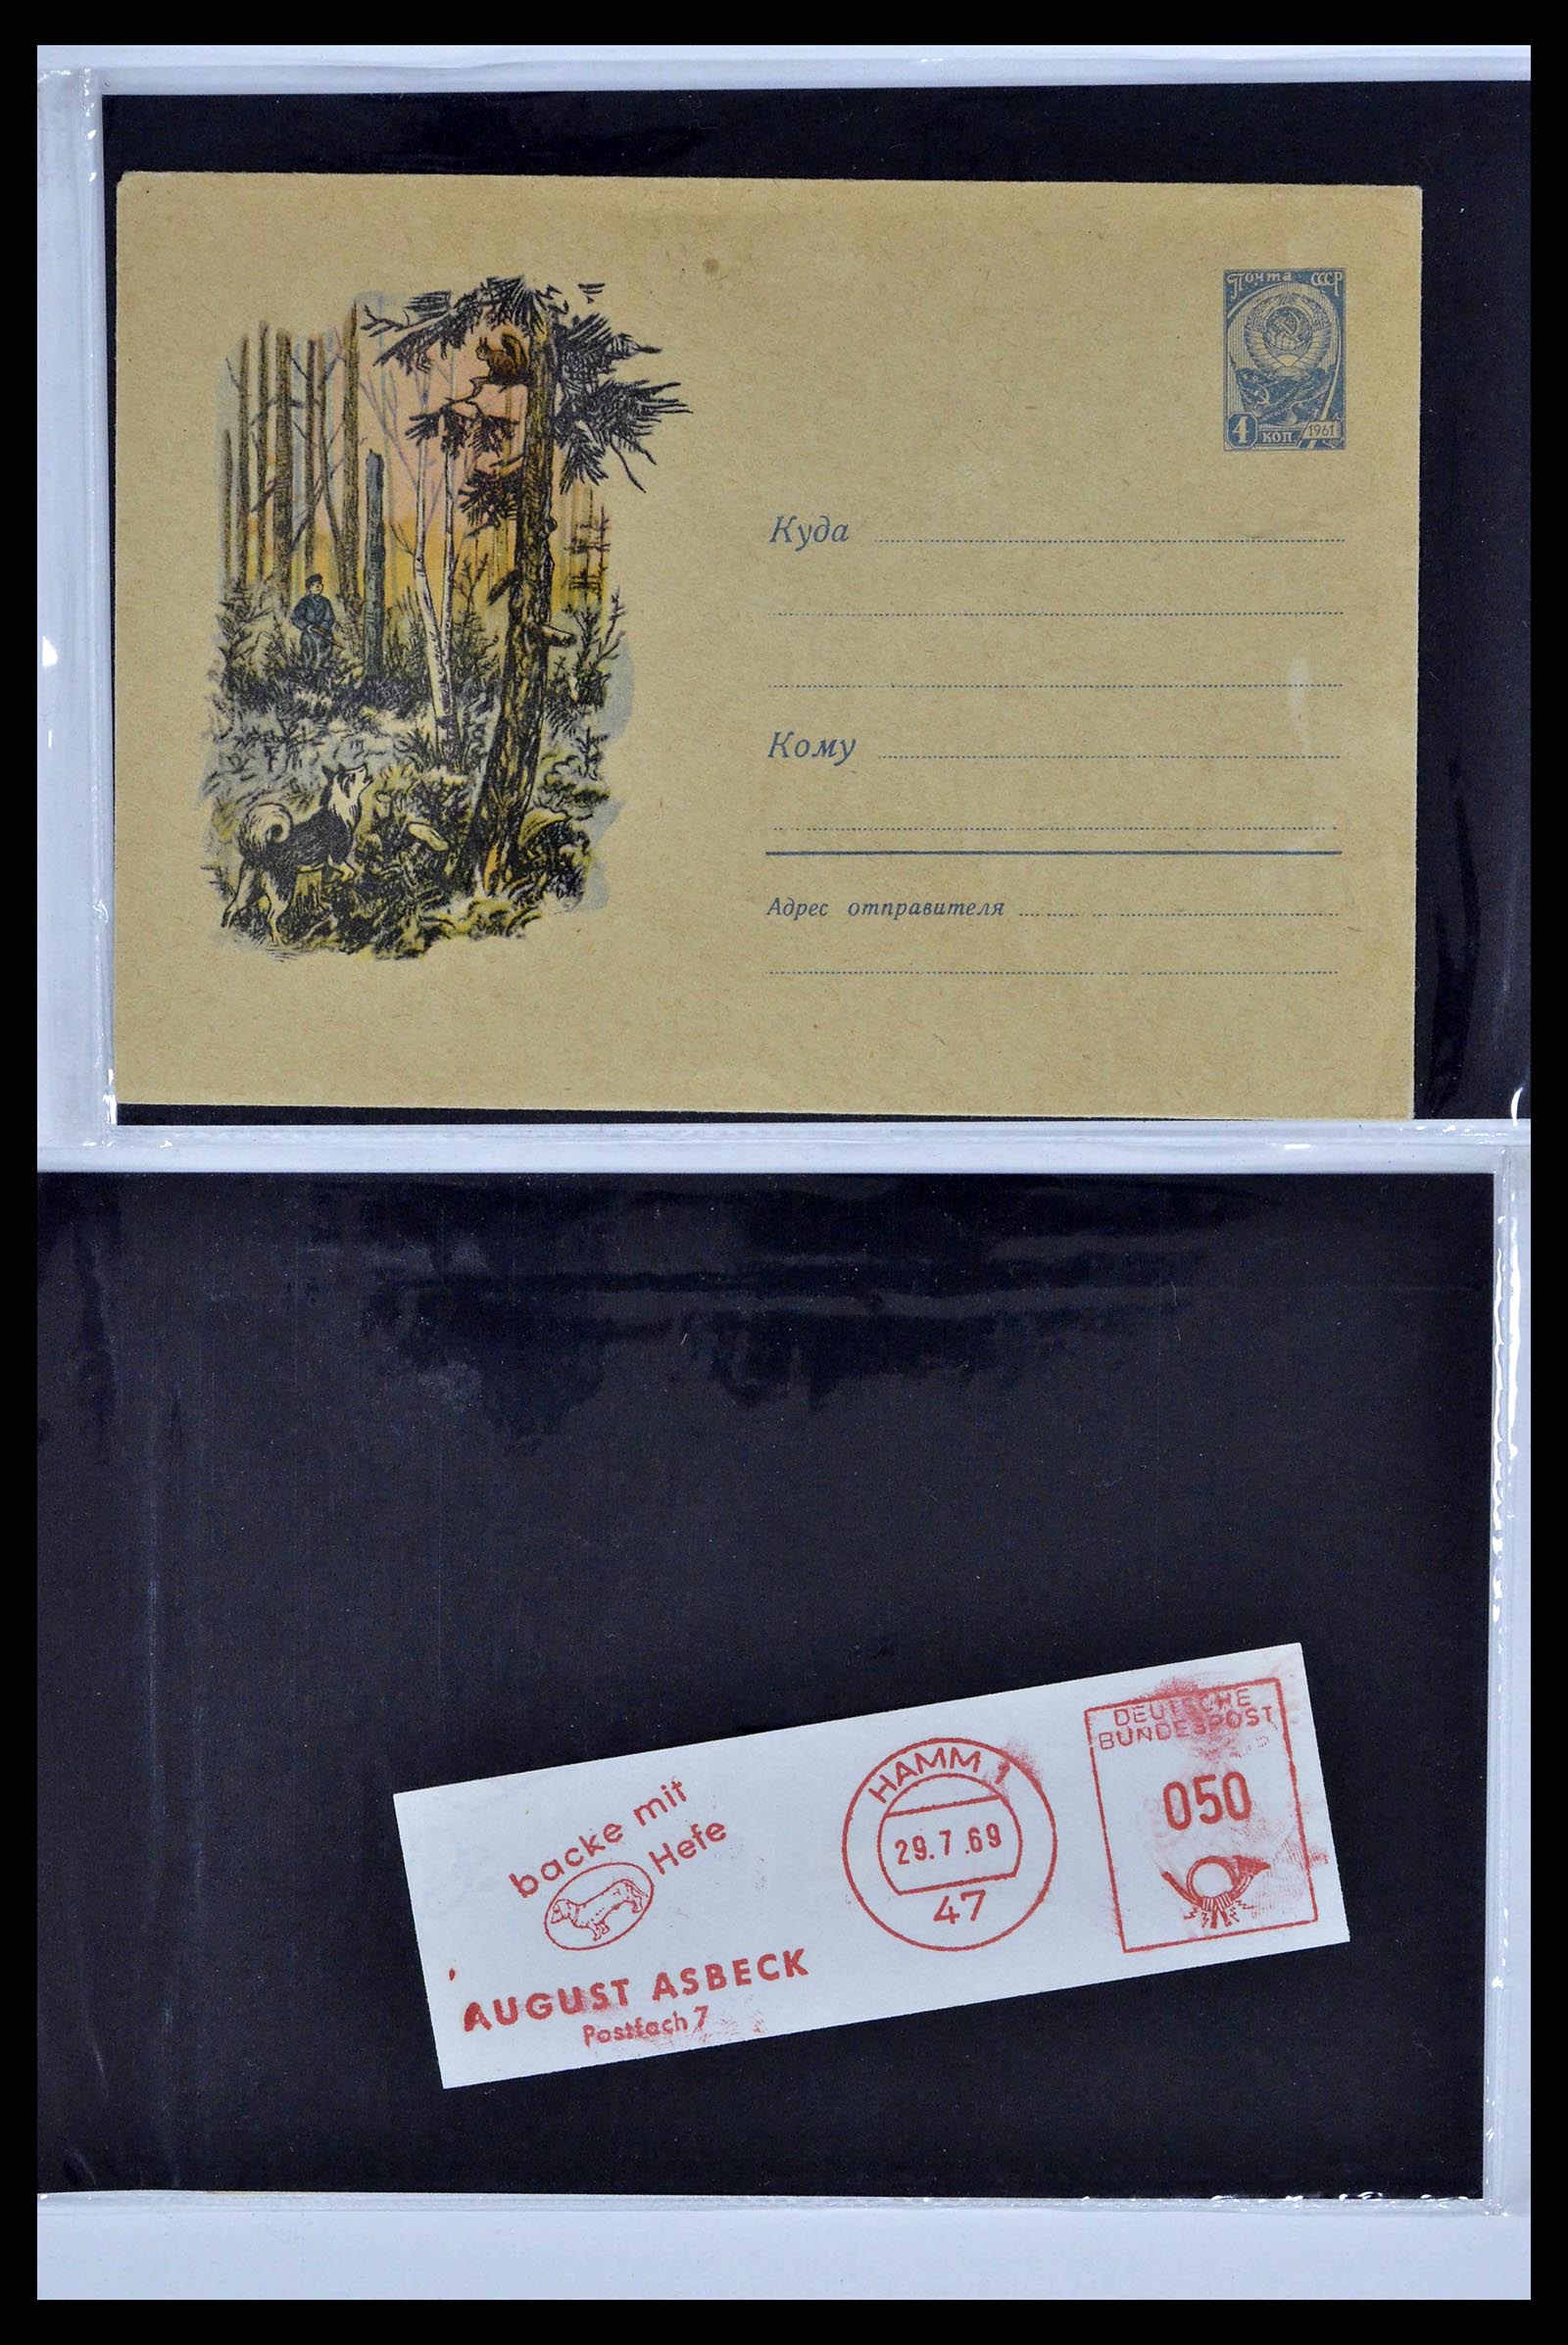 Почта СССР
4 коп 1961
Куда
Кому
Адрес отправителя
backe mit
Hefe
AUGUST ASBECK
Postfach 7
HAMM 1
29.7.69
47
DEUTSCHE
BUNDESPOST
050